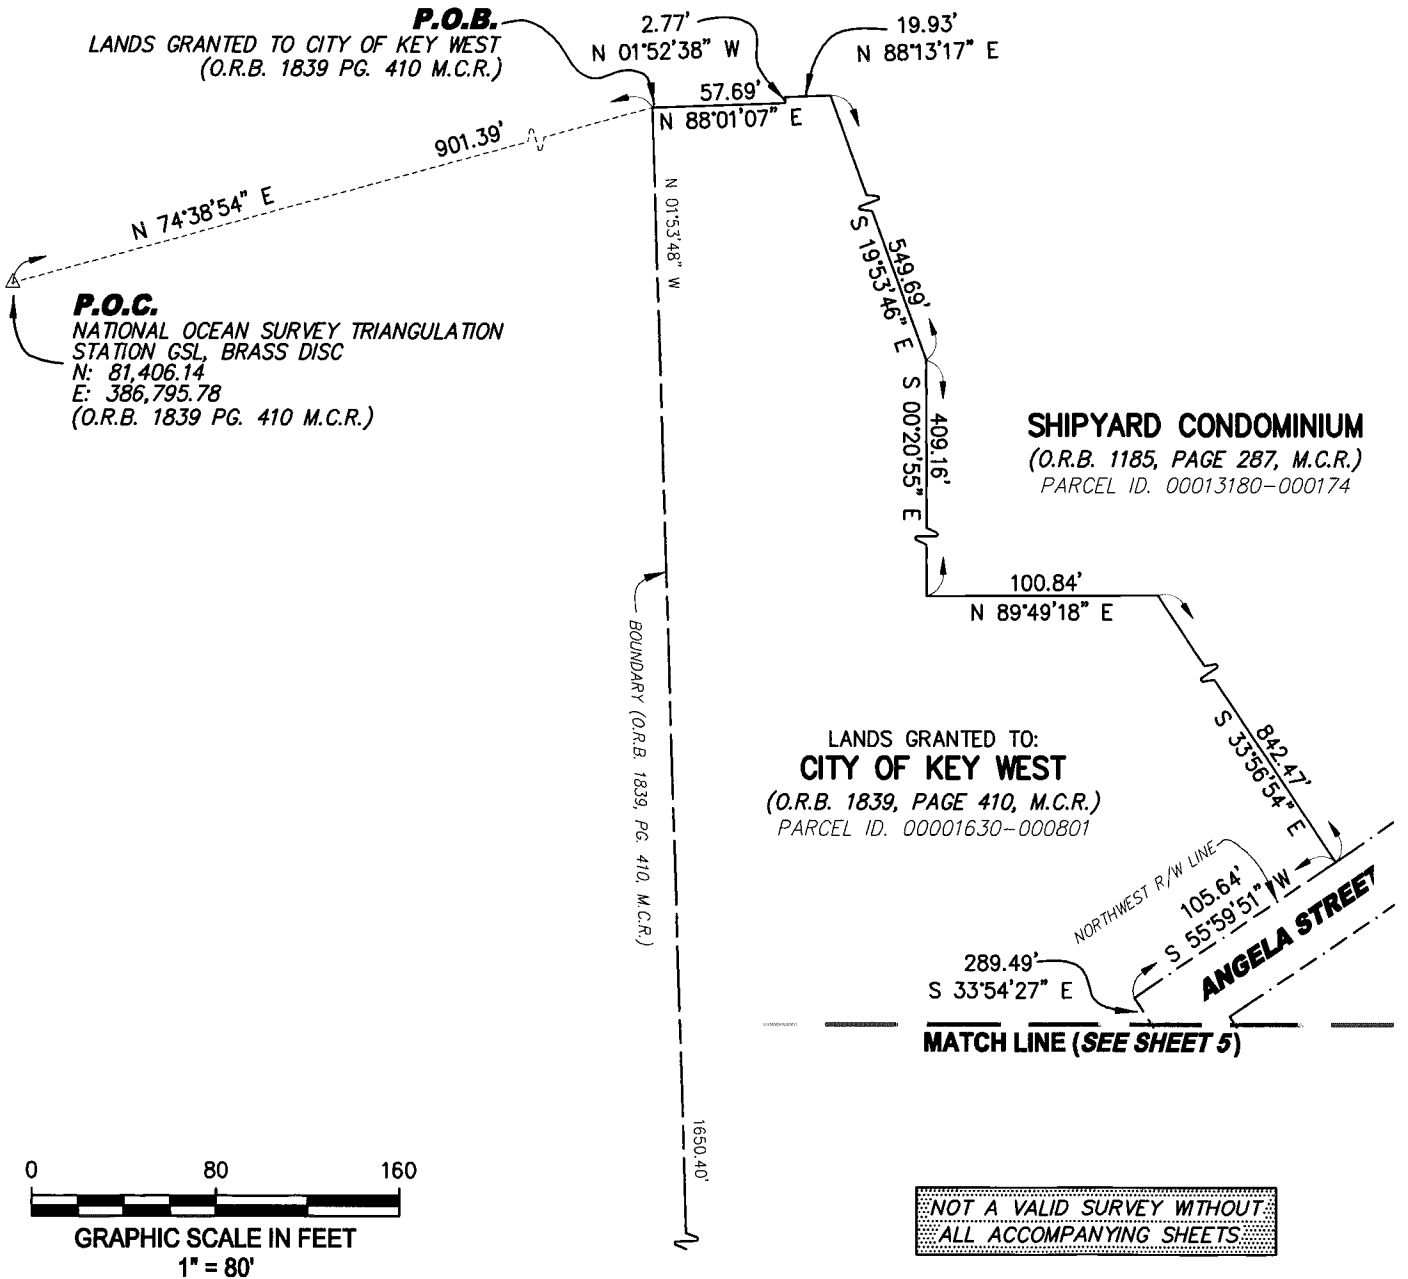 P.O.B.
LANDS GRANTED TO CITY OF KEY WEST
(O.R.B. 1839 PG. 410 M.C.R.)
2.77'
N 01°52'38" W
19.93'
N 88°13'17" E
57.69'
N 88°01'07" E
901.39'
N 74°38'54" E
P.O.C.
NATIONAL OCEAN SURVEY TRIANGULATION
STATION GSL, BRASS DISC
N: 81,406.14
E: 386,795.78
(O.R.B. 1839 PG. 410 M.C.R.)
N 01°53'48" W
549.69'
S 19°53'46" E
409.16'
S 00°20'55" E
SHIPYARD CONDOMINIUM
(O.R.B. 1185, PAGE 287, M.C.R.)
PARCEL ID. 00013180-000174
100.84'
N 89°49'18" E
BOUNDARY (O.R.B. 1839, PG. 410, M.C.R.)
842.47'
S 33°56'54" E
LANDS GRANTED TO:
CITY OF KEY WEST
(O.R.B. 1839, PAGE 410, M.C.R.)
PARCEL ID. 00001630-000801
NORTHWEST R/W LINE
105.64'
S 55°59'51" W
ANGELA STREET
289.49'
S 33°54'27" E
MATCH LINE (SEE SHEET 5)
1650.40'
0 80 160
GRAPHIC SCALE IN FEET
1" = 80'
NOT A VALID SURVEY WITHOUT
ALL ACCOMPANYING SHEETS